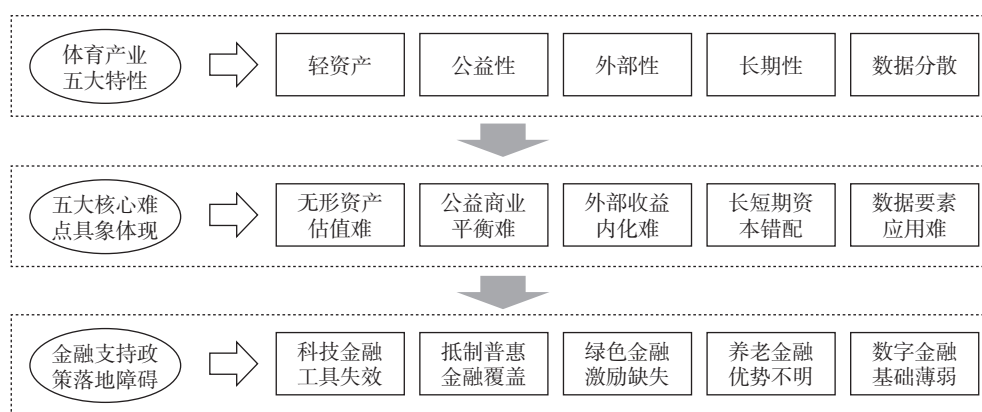 体育产业
五大特性
轻资产
公益性
外部性
长期性
数据分散
五大核心难
点具象体现
无形资产
估值难
公益商业
平衡难
外部收益
内化难
长短期资
本错配
数据要素
应用难
金融支持政
策落地障碍
科技金融
工具失效
抵制普惠
金融覆盖
绿色金融
激励缺失
养老金融
优势不明
数字金融
基础薄弱